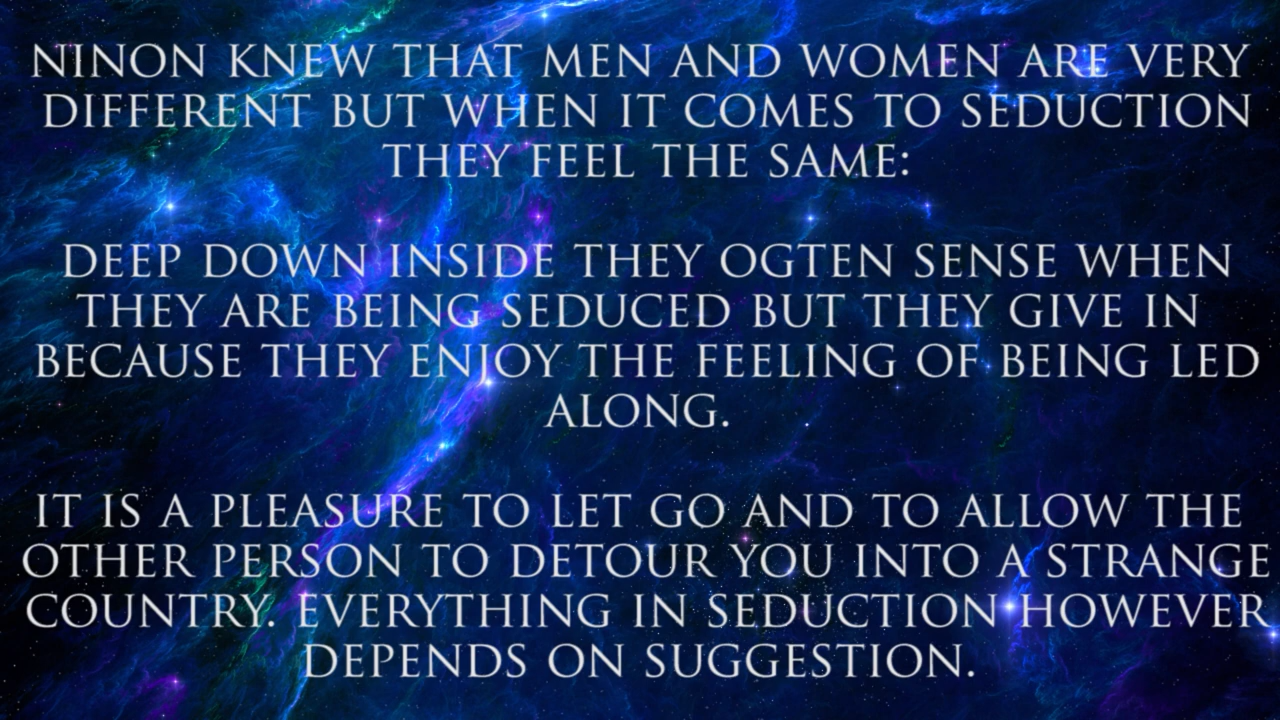 NINON KNEW THAT MEN AND WOMEN ARE VERY
DIFFERENT BUT WHEN IT COMES TO SEDUCTION
THEY FEEL THE SAME:
DEEP DOWN INSIDE THEY OGTEN SENSE WHEN
THEY ARE BEING SEDUCED BUT THEY GIVE IN
BECAUSE THEY ENJOY THE FEELING OF BEING LED
ALONG.
IT IS A PLEASURE TO LET GO AND TO ALLOW THE
OTHER PERSON TO DETOUR YOU INTO A STRANGE
COUNTRY. EVERYTHING IN SEDUCTION HOWEVER
DEPENDS ON SUGGESTION.